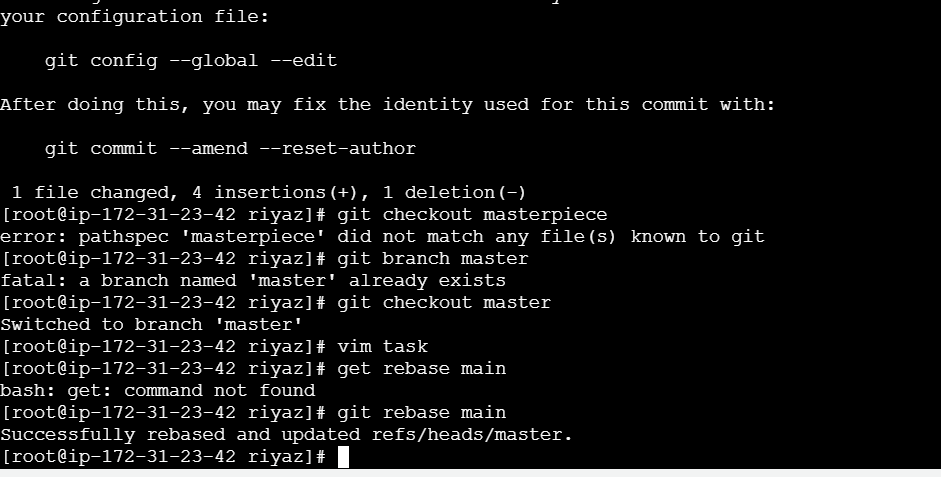 your configuration file:
git config --global --edit
After doing this, you may fix the identity used for this commit with:
git commit --amend --reset-author
1 file changed, 4 insertions(+), 1 deletion(-)
[root@ip-172-31-23-42 riyaz]# git checkout masterpiece
error: pathspec 'masterpiece' did not match any file(s) known to git
[root@ip-172-31-23-42 riyaz]# git branch master
fatal: a branch named 'master' already exists
[root@ip-172-31-23-42 riyaz]# git checkout master
Switched to branch 'master'
[root@ip-172-31-23-42 riyaz]# vim task
[root@ip-172-31-23-42 riyaz]# get rebase main
bash: get: command not found
[root@ip-172-31-23-42 riyaz]# git rebase main
Successfully rebased and updated refs/heads/master.
[root@ip-172-31-23-42 riyaz]#